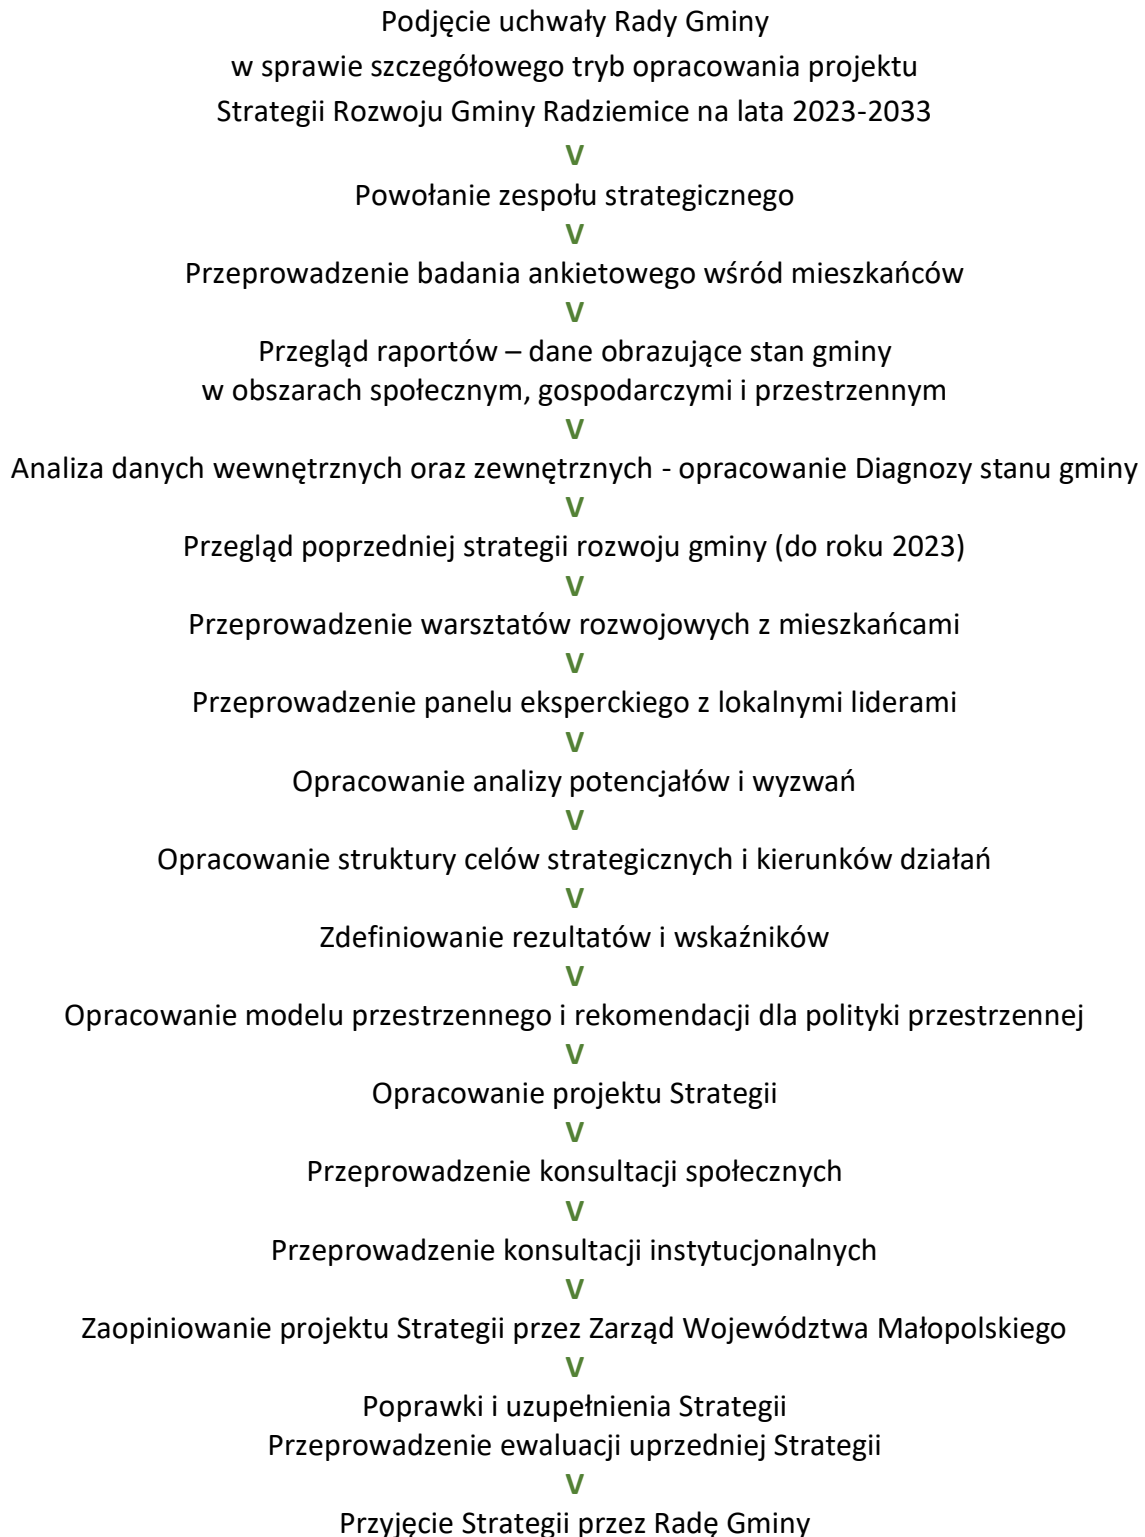 Podjęcie uchwały Rady Gminy
w sprawie szczegółowego tryb opracowania projektu
Strategii Rozwoju Gminy Radziemice na lata 2023-2033
V
Powołanie zespołu strategicznego
V
Przeprowadzenie badania ankietowego wśród mieszkańców
V
Przegląd raportów – dane obrazujące stan gminy
w obszarach społecznym, gospodarczymi i przestrzennym
V
Analiza danych wewnętrznych oraz zewnętrznych - opracowanie Diagnozy stanu gminy
V
Przegląd poprzedniej strategii rozwoju gminy (do roku 2023)
V
Przeprowadzenie warsztatów rozwojowych z mieszkańcami
V
Przeprowadzenie panelu eksperckiego z lokalnymi liderami
V
Opracowanie analizy potencjałów i wyzwań
V
Opracowanie struktury celów strategicznych i kierunków działań
V
Zdefiniowanie rezultatów i wskaźników
V
Opracowanie modelu przestrzennego i rekomendacji dla polityki przestrzennej
V
Opracowanie projektu Strategii
V
Przeprowadzenie konsultacji społecznych
V
Przeprowadzenie konsultacji instytucjonalnych
V
Zaopiniowanie projektu Strategii przez Zarząd Województwa Małopolskiego
V
Poprawki i uzupełnienia Strategii
Przeprowadzenie ewaluacji uprzedniej Strategii
V
Przyjęcie Strategii przez Radę Gminy